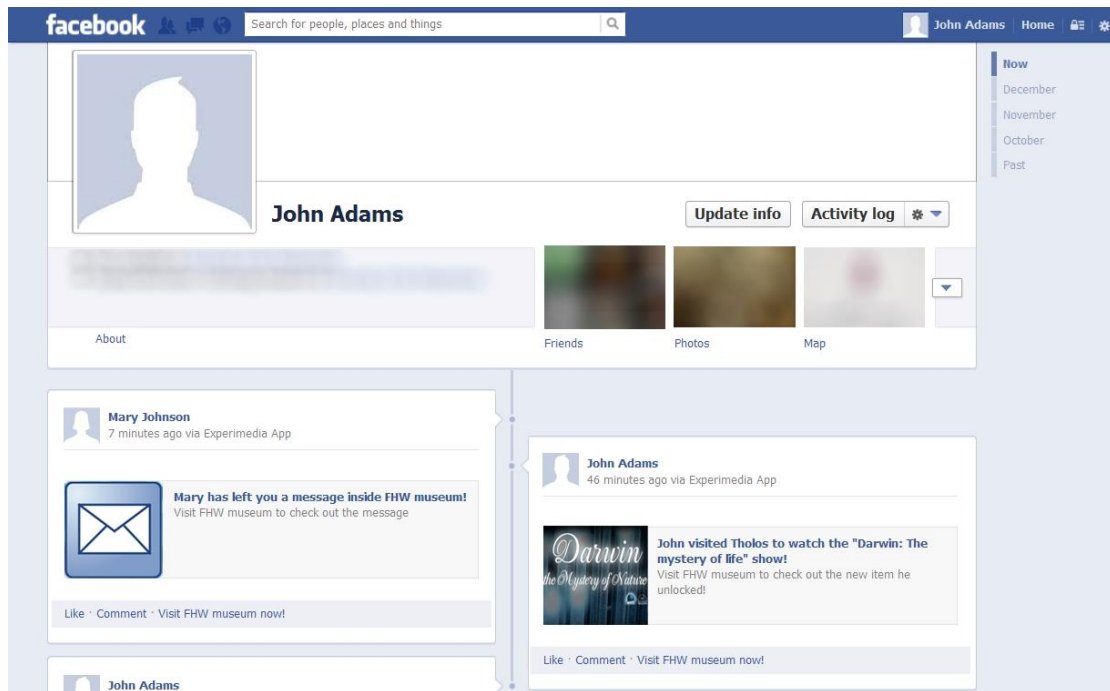 facebook
Search for people, places and things
John Adams Home
Now
December
November
October
Past
John Adams
Update info
Activity log
About
Friends
Photos
Map
Mary Johnson
7 minutes ago via Experimedia App
Mary has left you a message inside FHW museum!
Visit FHW museum to check out the message
Like · Comment · Visit FHW museum now!
John Adams
46 minutes ago via Experimedia App
Darwin
the Mystery of Nature
John visited Tholos to watch the "Darwin: The
mystery of life" show!
Visit FHW museum to check out the new item he
unlocked!
Like · Comment · Visit FHW museum now!
John Adams